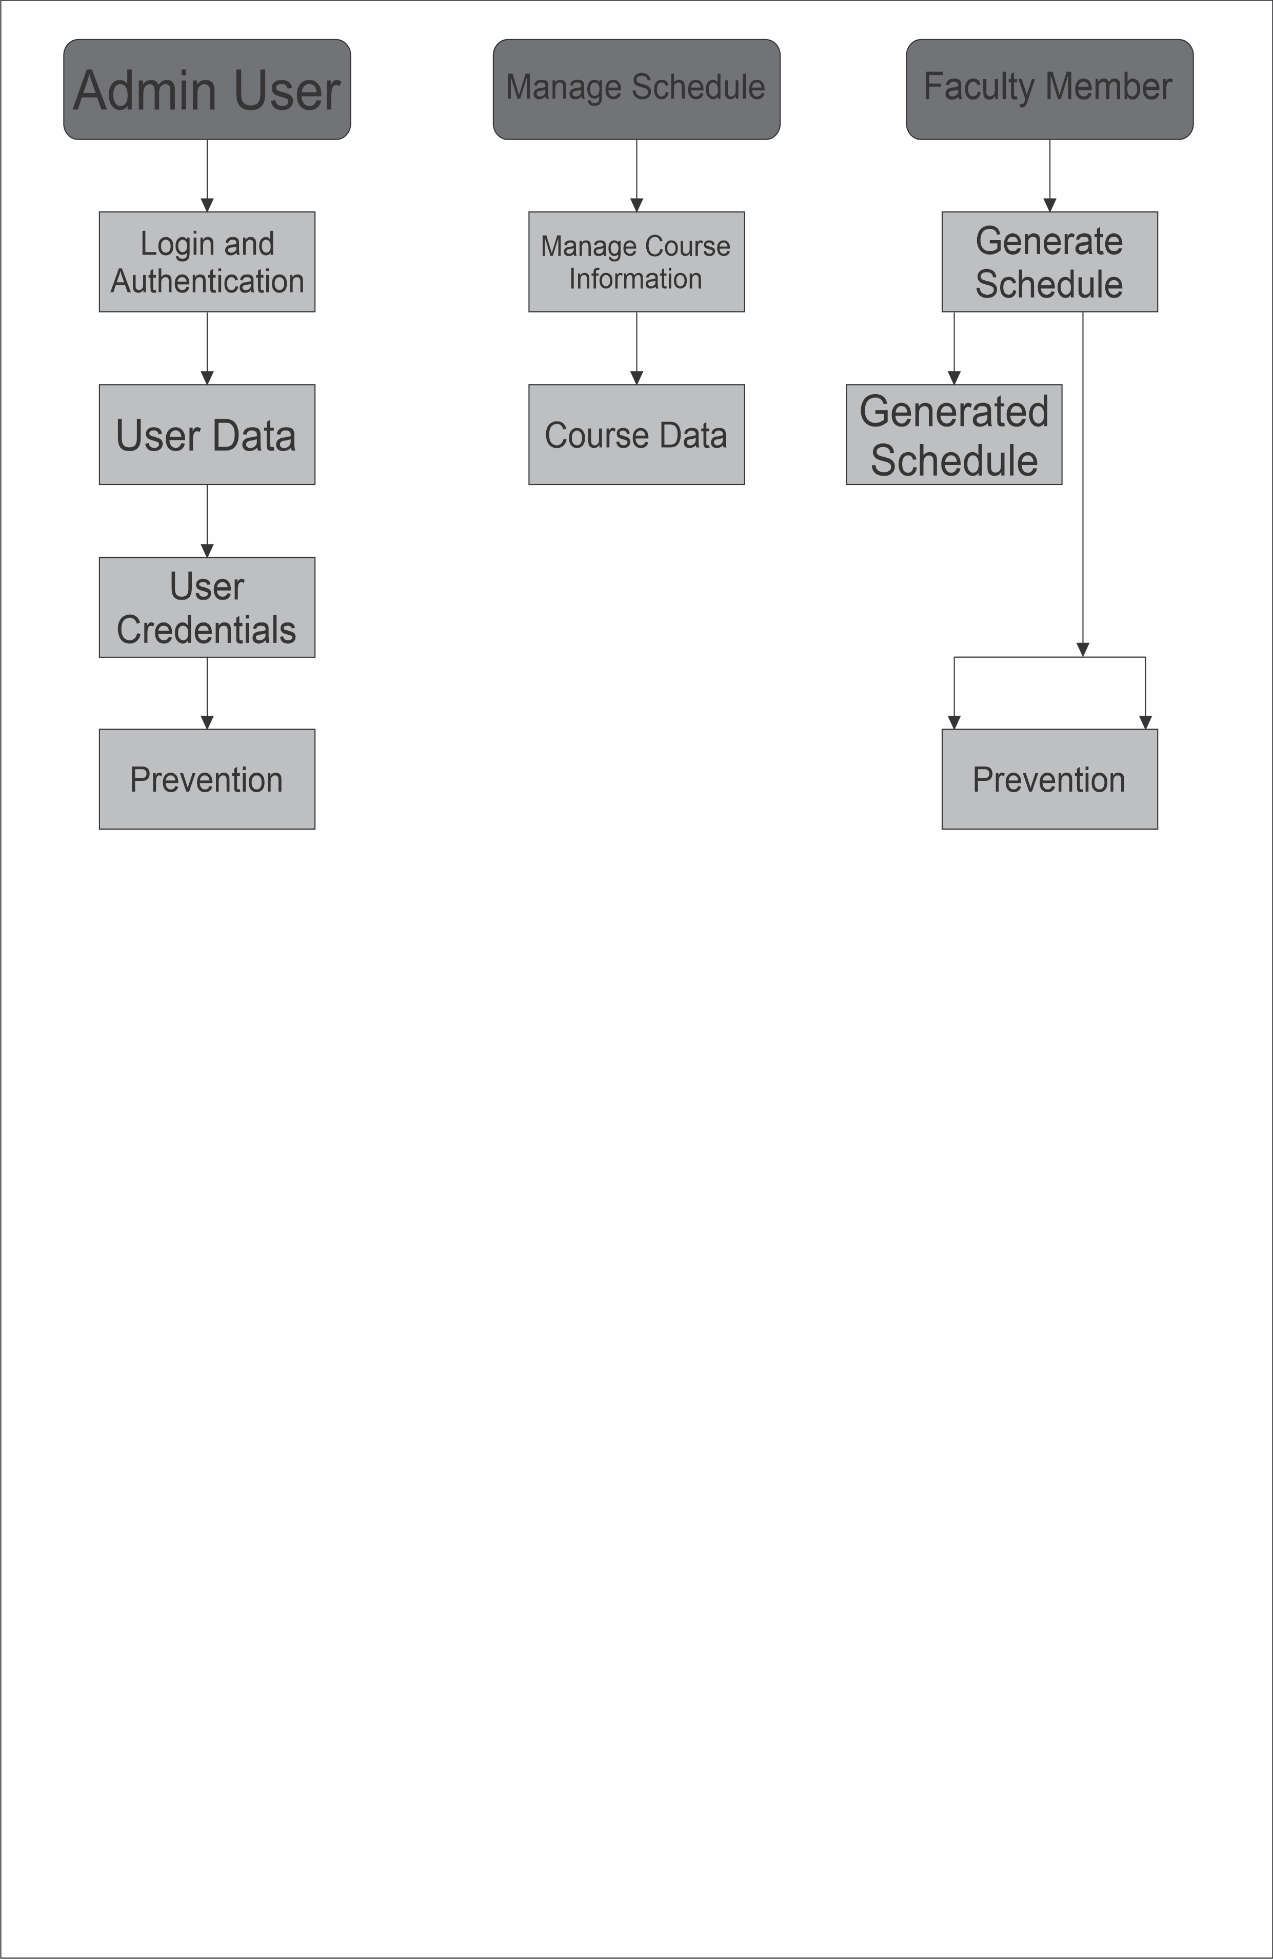 Admin User
Manage Schedule
Faculty Member
Login and
Authentication
Manage Course
Information
Generate
Schedule
User Data
Course Data
Generated
Schedule
User
Credentials
Prevention
Prevention